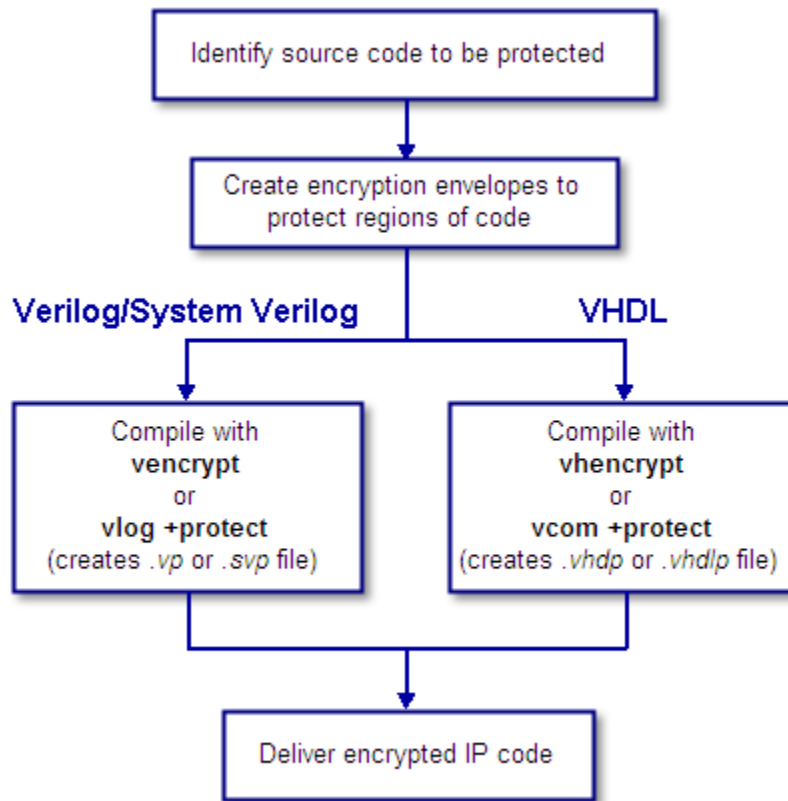 Identify source code to be protected
Create encryption envelopes to
protect regions of code
Verilog/System Verilog
VHDL
Compile with
vencrypt
or
vlog +protect
(creates .vp or .svp file)
Compile with
vhencrypt
or
vcom +protect
(creates .vhdp or .vhdlp file)
Deliver encrypted IP code